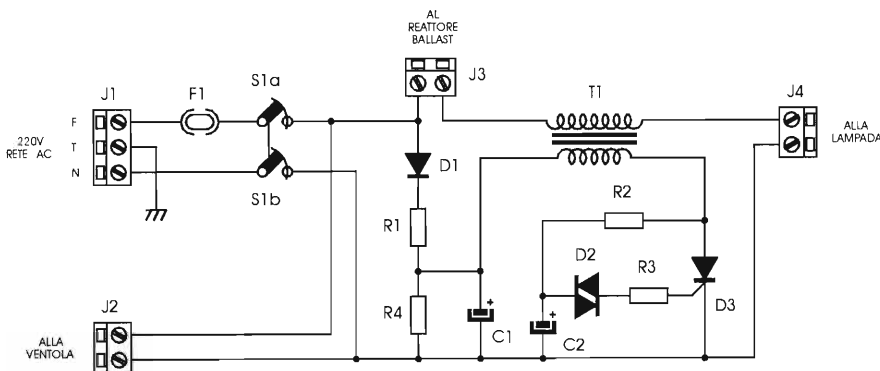 AL
REATTORE
BALLAST
J3
J1
F1
S1a
T1
J4
F
T
N
220V
RETE AC
ALLA
LAMPADA
D1
S1b
R1
R2
D2
R3
D3
J2
R4
+
C1
+
C2
ALLA
VENTOLA